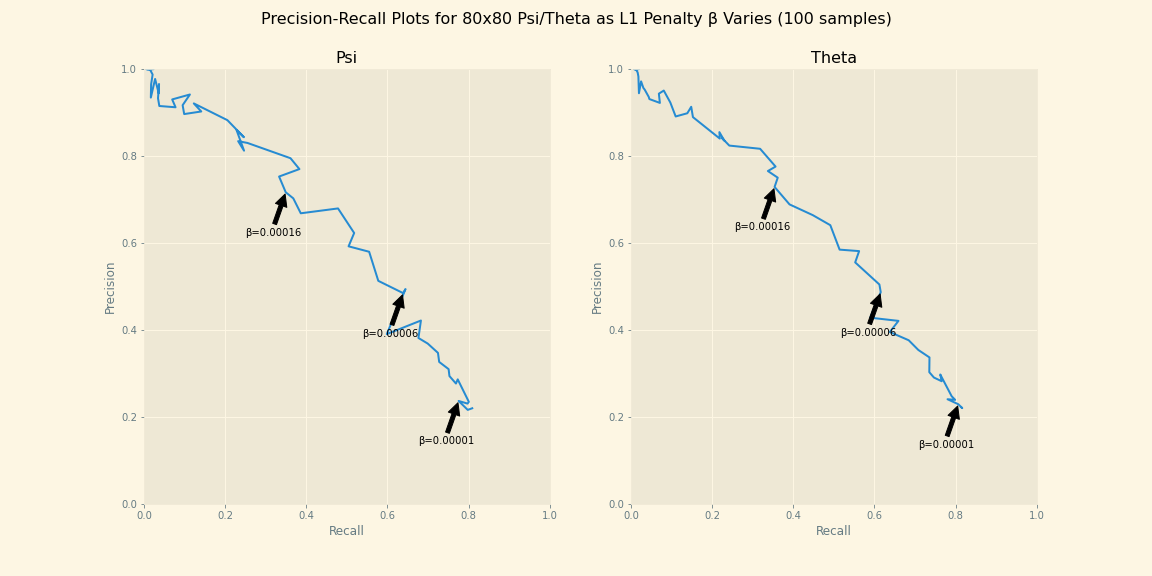 Precision-Recall Plots for 80x80 Psi/Theta as L1 Penalty β Varies (100 samples)
Psi
1.0
0.8
0.6
0.4
0.2
0.0
Precision
β=0.00016
β=0.00006
β=0.00001
0.0 0.2 0.4 0.6 0.8 1.0
Recall
Theta
1.0
0.8
0.6
0.4
0.2
0.0
Precision
β=0.00016
β=0.00006
β=0.00001
0.0 0.2 0.4 0.6 0.8 1.0
Recall